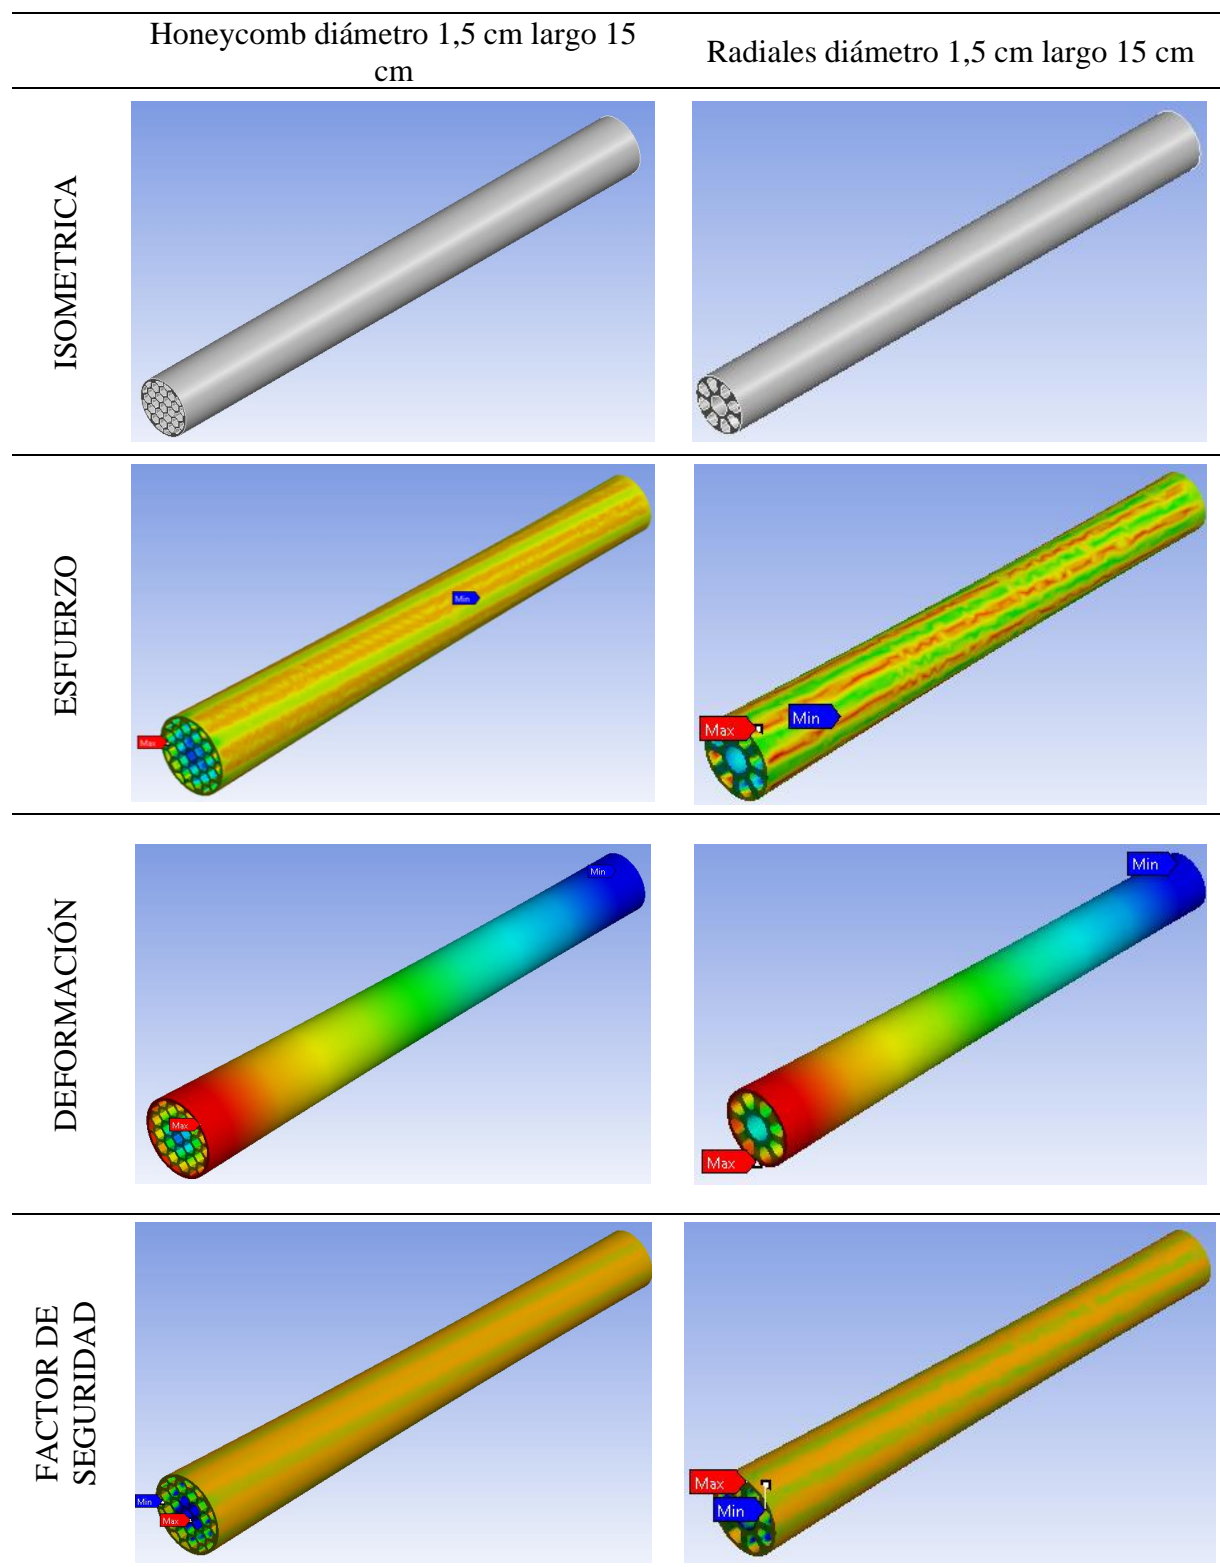 Honeycomb diámetro 1,5 cm largo 15
cm
Radiales diámetro 1,5 cm largo 15 cm
ISOMETRICA
ESFUERZO
Min
Max
Max
Min
DEFORMACIÓN
Min
Max
Min
Max
FACTOR DE
SEGURIDAD
Min
Max
Max
Min